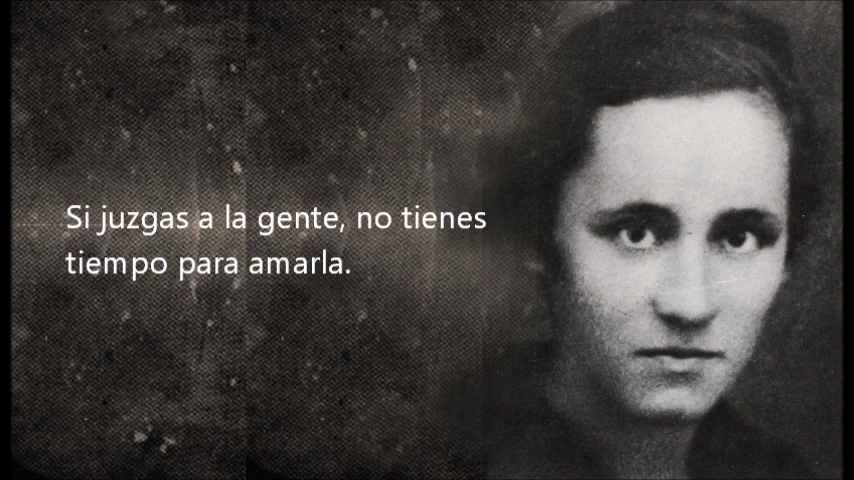 Si juzgas a la gente, no tienes
tiempo para amarla.